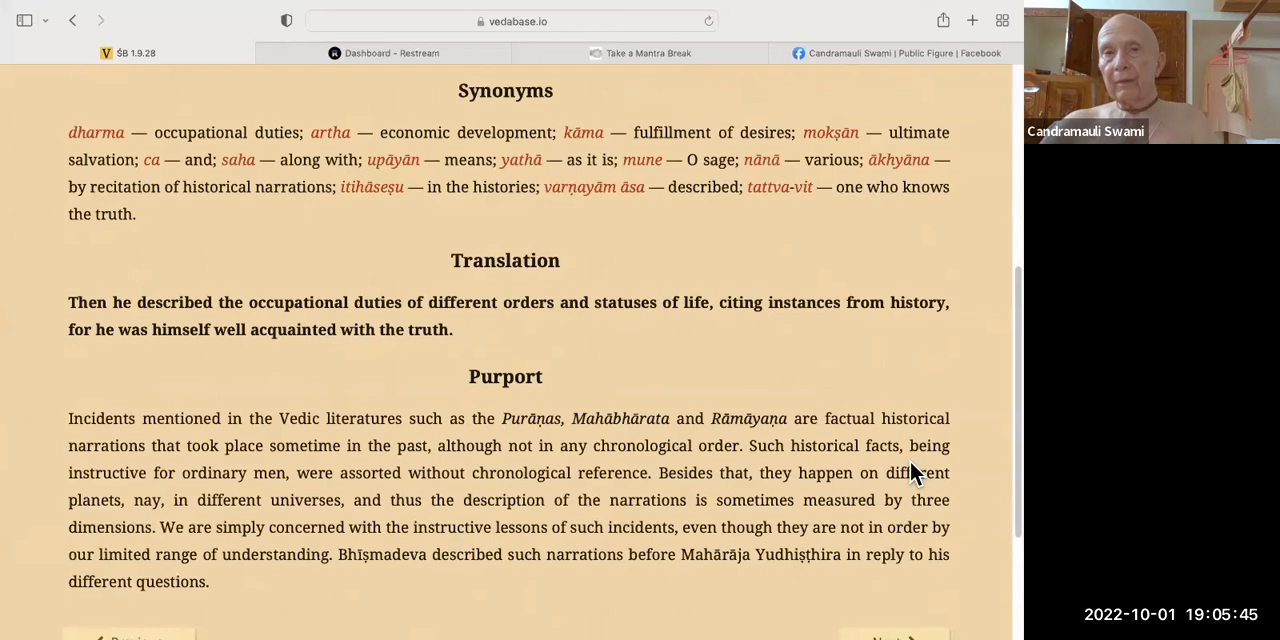 vedabase.io
ŚB 1.9.28
Dashboard - Restream
Take a Mantra Break
Candramauli Swami | Public Figure | Facebook
Synonyms
dharma — occupational duties; artha — economic development; kāma — fulfillment of desires; mokṣān — ultimate
salvation; ca — and; saha — along with; upāyān — means; yathā — as it is; mune — O sage; nānā — various; ākhyāna —
by recitation of historical narrations; itihāseṣu — in the histories; varṇayām āsa — described; tattva-vit — one who knows
the truth.
Translation
Then he described the occupational duties of different orders and statuses of life, citing instances from history,
for he was himself well acquainted with the truth.
Purport
Incidents mentioned in the Vedic literatures such as the Purāṇas, Mahābhārata and Rāmāyaṇa are factual historical
narrations that took place sometime in the past, although not in any chronological order. Such historical facts, being
instructive for ordinary men, were assorted without chronological reference. Besides that, they happen on different
planets, nay, in different universes, and thus the description of the narrations is sometimes measured by three
dimensions. We are simply concerned with the instructive lessons of such incidents, even though they are not in order by
our limited range of understanding. Bhīṣmadeva described such narrations before Mahārāja Yudhiṣṭhira in reply to his
different questions.
Candramauli Swami
2022-10-01 19:05:45